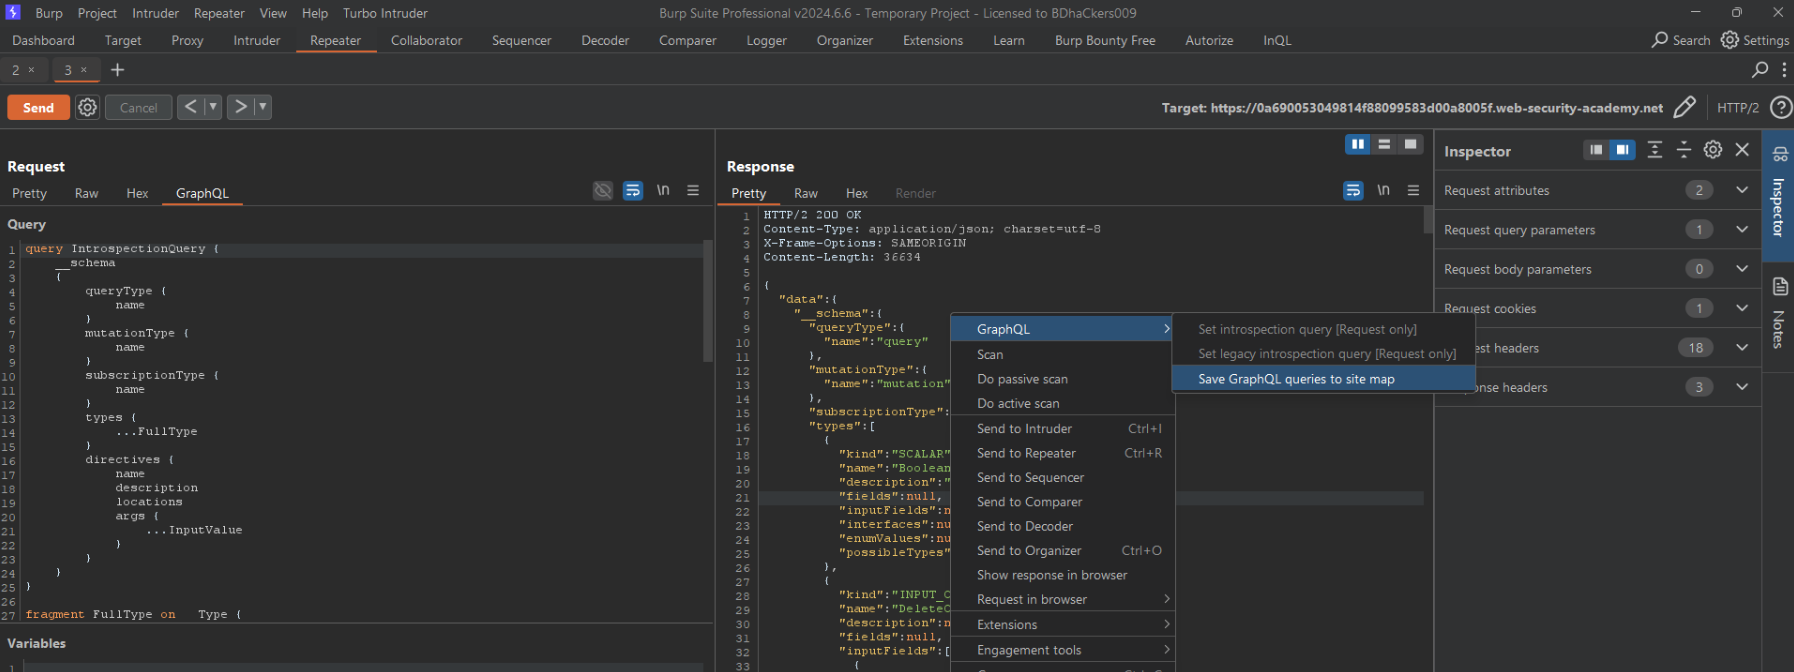 Burp Project Intruder Repeater View Help Turbo Intruder
Burp Suite Professional v2024.6.6 - Temporary Project - Licensed to BDhaCkers009
Dashboard Target Proxy Intruder Repeater Collaborator Sequencer Decoder Comparer Logger Organizer Extensions Learn Burp Bounty Free Autorize InQL
Search Settings
2 × 3 × +
Send Cancel < >
Target: https://0a690053049814f88099583d00a8005f.web-security-academy.net
HTTP/2
Request
Pretty Raw Hex GraphQL
\n
Query
1 query IntrospectionQuery {
2 __schema
3 {
4 queryType {
5 name
6 }
7 mutationType {
8 name
9 }
10 subscriptionType {
11 name
12 }
13 types {
14 ...FullType
15 }
16 directives {
17 name
18 description
19 locations
20 args {
21 ...InputValue
22 }
23 }
24 }
25 }
26
27 fragment FullType on __Type {
Variables
1
Response
Pretty Raw Hex Render
\n
1 HTTP/2 200 OK
2 Content-Type: application/json; charset=utf-8
3 X-Frame-Options: SAMEORIGIN
4 Content-Length: 36634
5
6 {
7 "data":{
8 "__schema":{
9 "queryType":{
10 "name":"query"
11 },
12 "mutationType":{
13 "name":"mutation"
14 },
15 "subscriptionType":
16 "types":[
17 {
18 "kind":"SCALAR"
19 "name":"Boolean
20 "description":"
21 "fields":null,
22 "inputFields":n
23 "interfaces":nu
24 "enumValues":nu
25 "possibleTypes"
26 },
27 {
28 "kind":"INPUT_O
29 "name":"DeleteO
30 "description":n
31 "fields":null,
32 "inputFields":[
33 {
GraphQL
Scan
Do passive scan
Do active scan
Send to Intruder Ctrl+I
Send to Repeater Ctrl+R
Send to Sequencer
Send to Comparer
Send to Decoder
Send to Organizer Ctrl+O
Show response in browser
Request in browser
Extensions
Engagement tools
Set introspection query [Request only]
Set legacy introspection query [Request only]
Save GraphQL queries to site map
Inspector
Request attributes 2
Request query parameters 1
Request body parameters 0
Request cookies 1
est headers 18
onse headers 3
Inspector
Notes